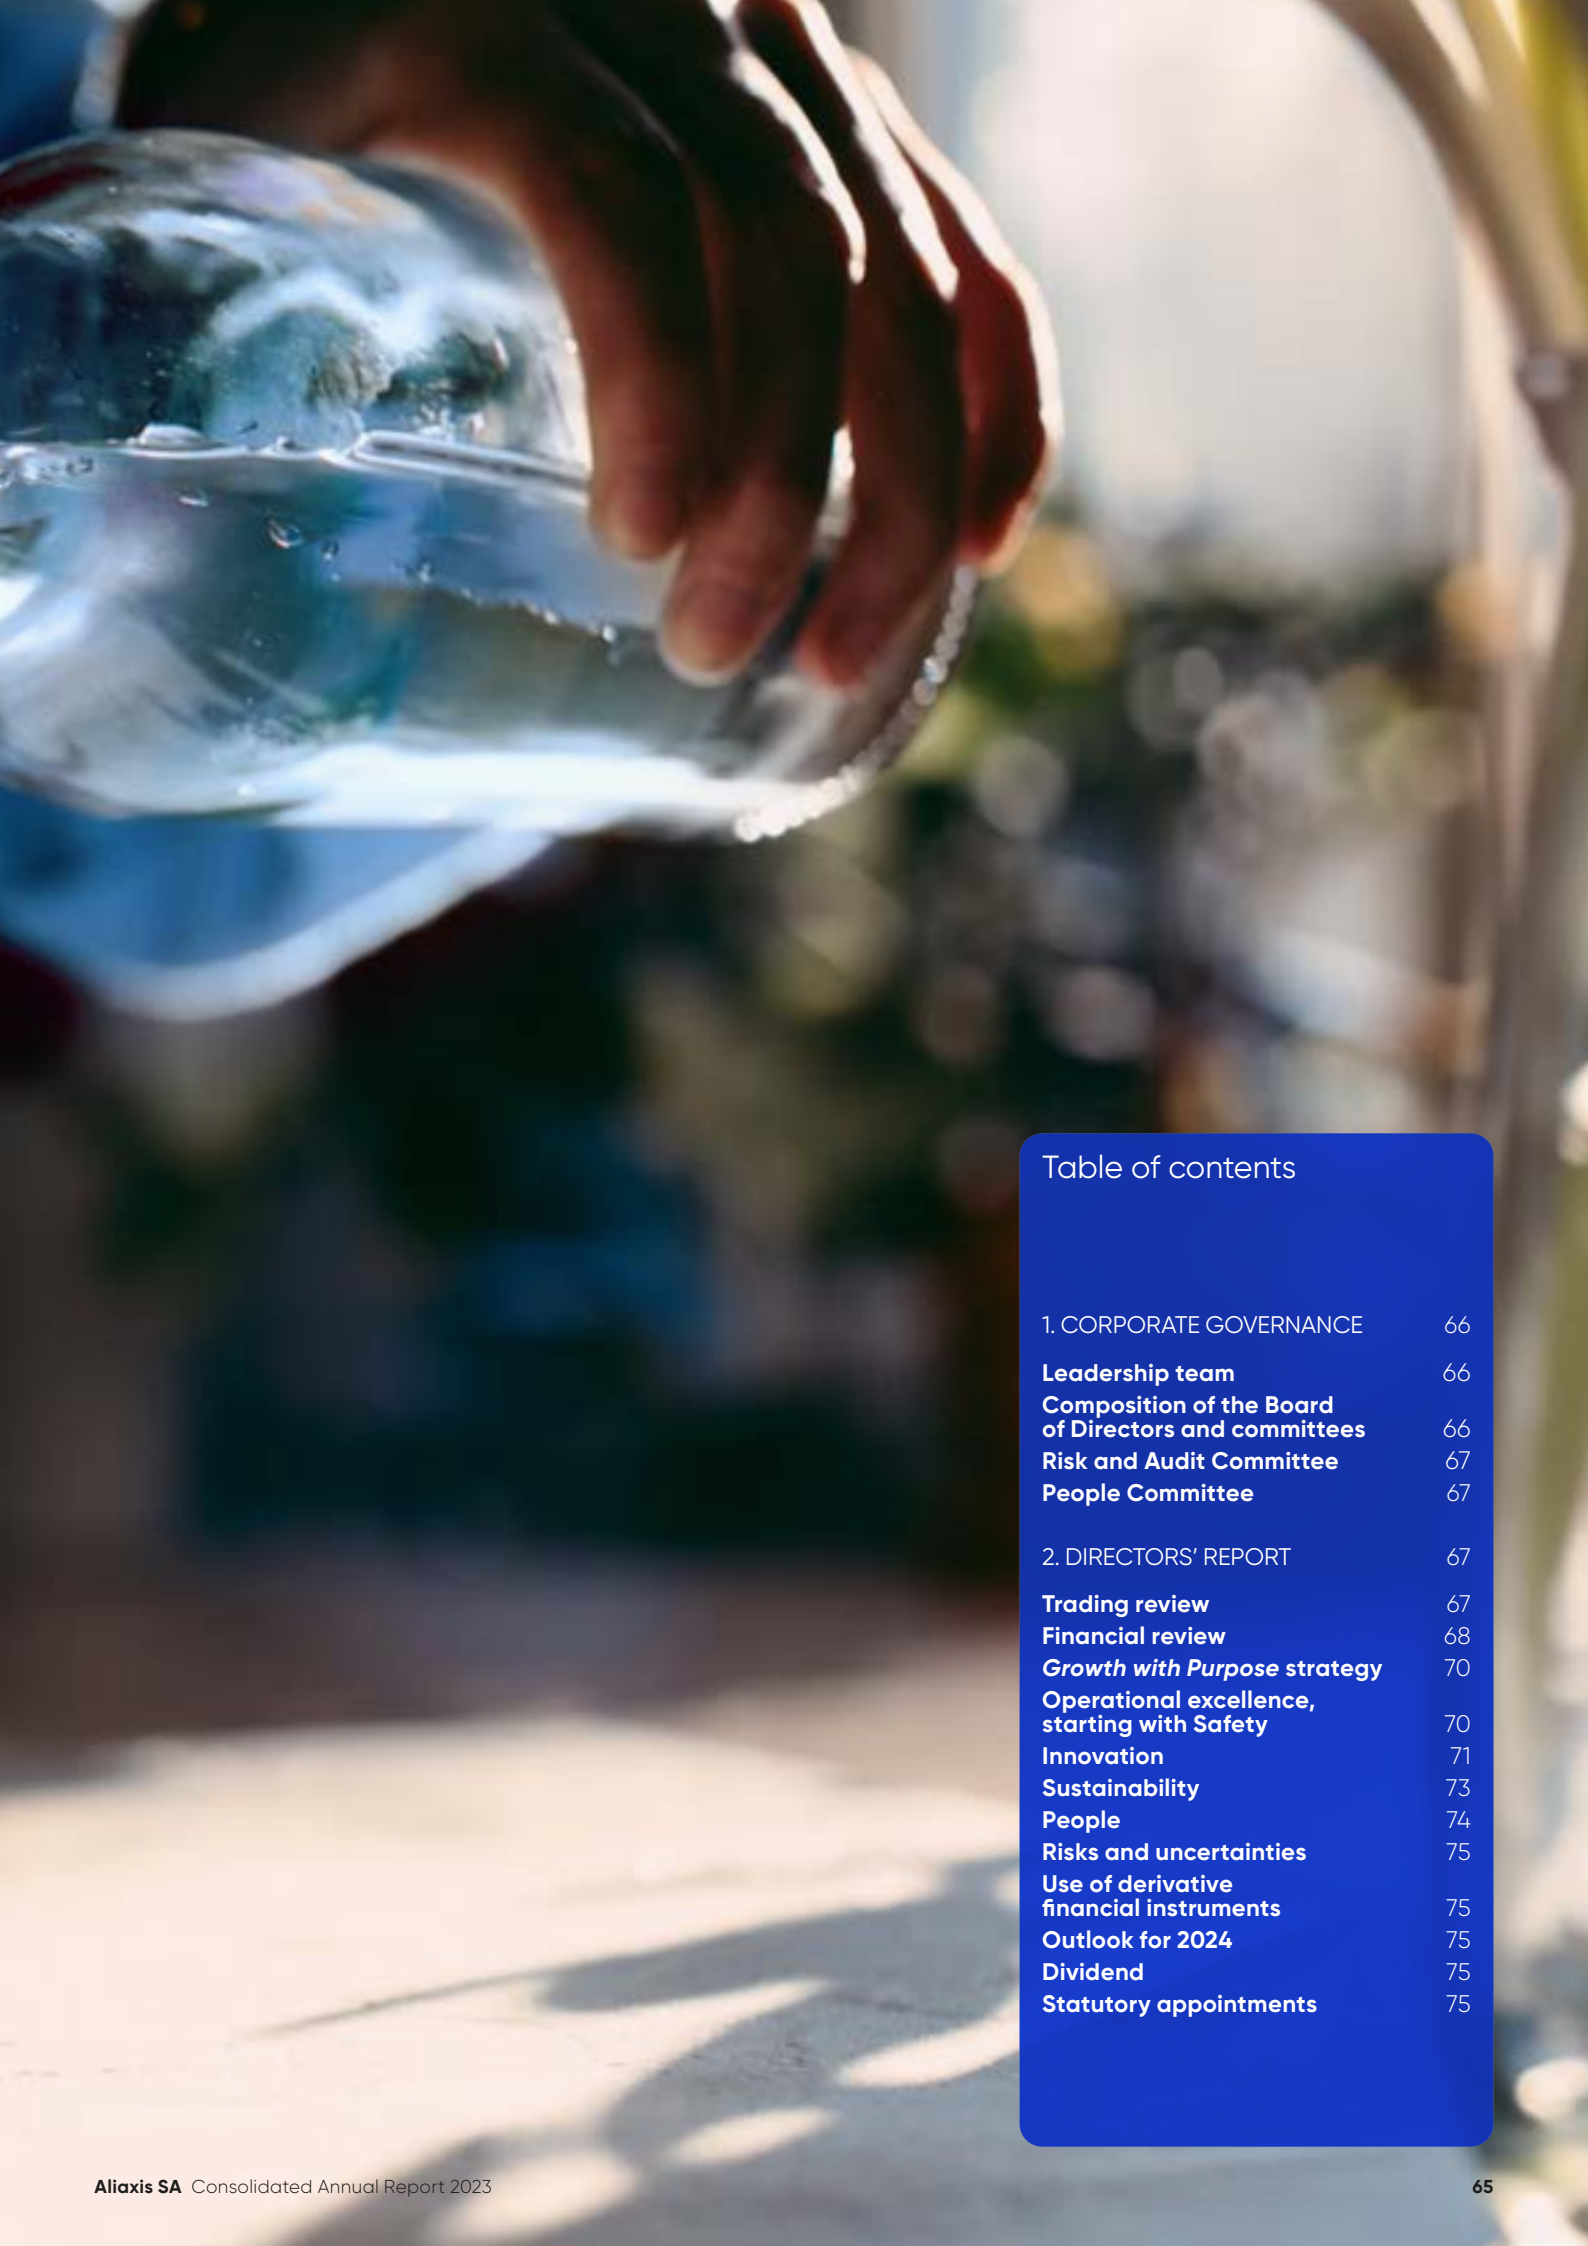 Table of contents
1. CORPORATE GOVERNANCE 66
Leadership team 66
Composition of the Board
of Directors and committees 66
Risk and Audit Committee 67
People Committee 67
2. DIRECTORS’ REPORT 67
Trading review 67
Financial review 68
Growth with Purpose strategy 70
Operational excellence,
starting with Safety 70
Innovation 71
Sustainability 73
People 74
Risks and uncertainties 75
Use of derivative
financial instruments 75
Outlook for 2024 75
Dividend 75
Statutory appointments 75
Aliaxis SA Consolidated Annual Report 2023 65